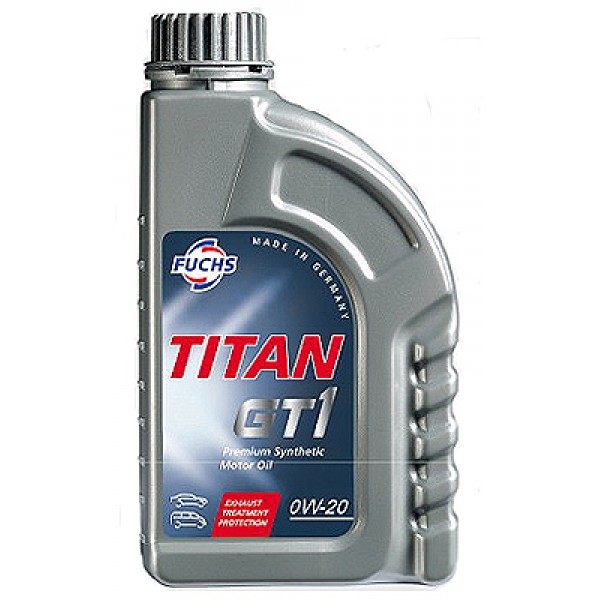 FUCHS
MADE IN GERMANY
TITAN
GT1
Premium Synthetic
Motor Oil
EXHAUST
TREATMENT
PROTECTION
0W-20